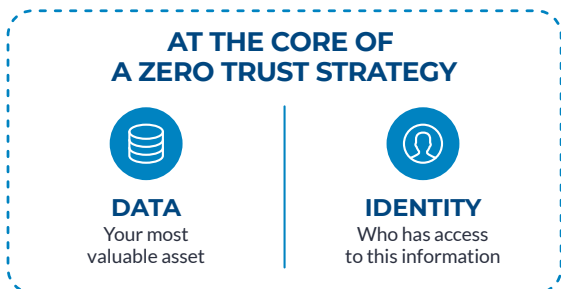 AT THE CORE OF
A ZERO TRUST STRATEGY
DATA
Your most
valuable asset
IDENTITY
Who has access
to this information